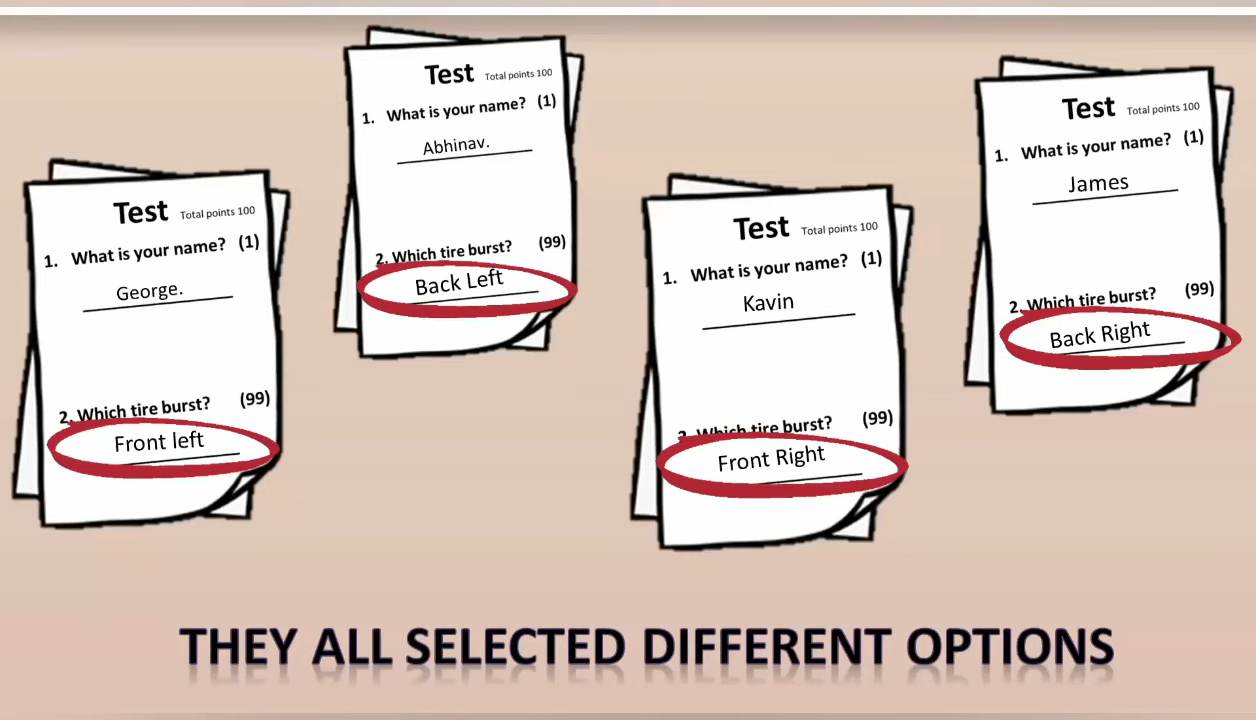 Test Total points 100
1. What is your name? (1)
George.
2. Which tire burst? (99)
Front left
Test Total points 100
1. What is your name? (1)
Abhinav.
2. Which tire burst? (99)
Back Left
Test Total points 100
1. What is your name? (1)
Kavin
2. Which tire burst? (99)
Front Right
Test Total points 100
1. What is your name? (1)
James
2. Which tire burst? (99)
Back Right
THEY ALL SELECTED DIFFERENT OPTIONS